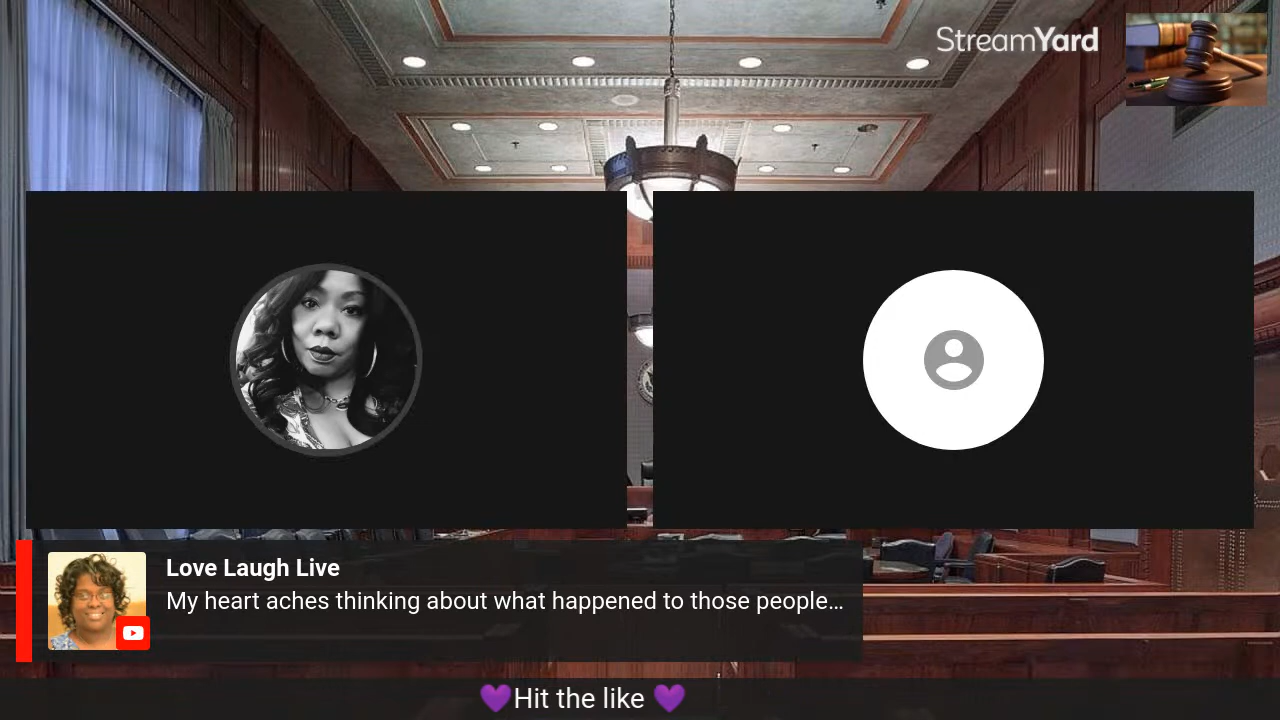 StreamYard
Love Laugh Live
My heart aches thinking about what happened to those people...
💜Hit the like 💜